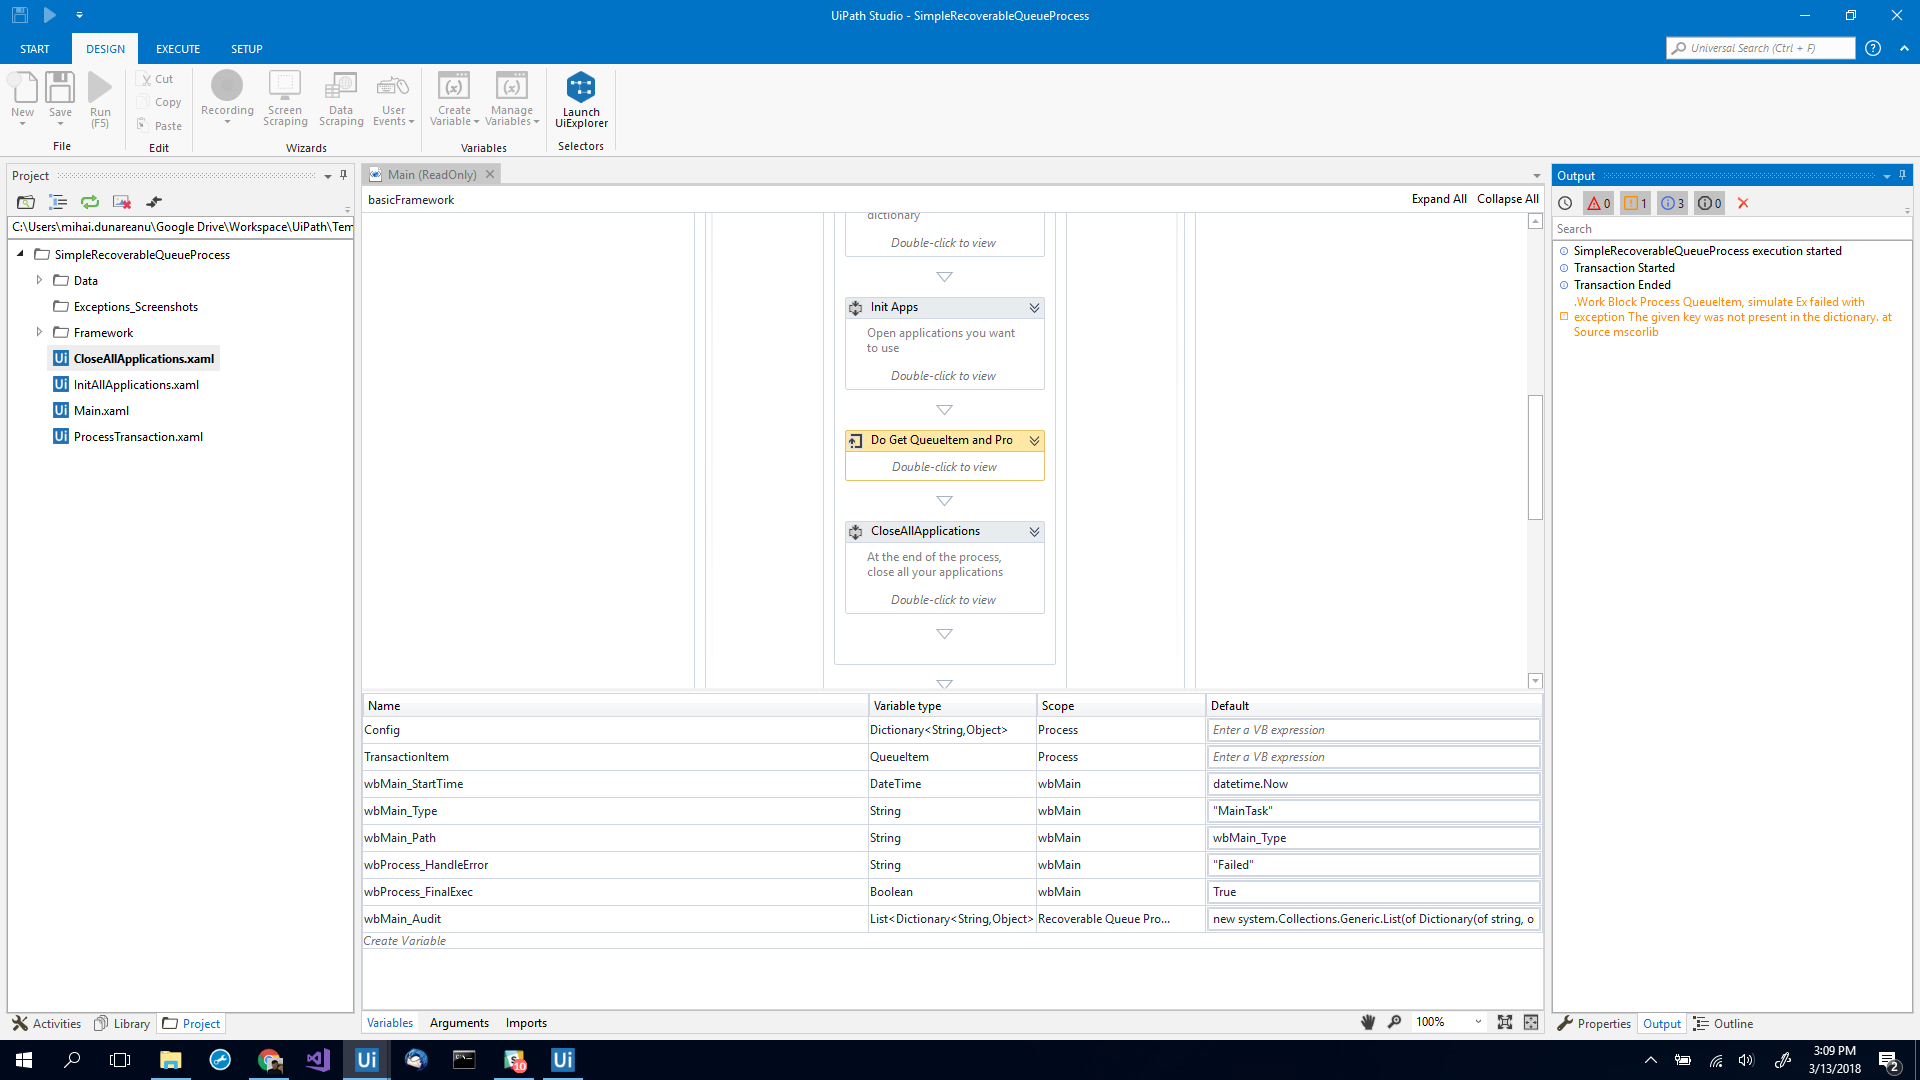 UiPath Studio - SimpleRecoverableQueueProcess
START
DESIGN
EXECUTE
SETUP
Universal Search (Ctrl + F)
New
Save
Run
(F5)
File
Cut
Copy
Paste
Edit
Recording
Screen
Scraping
Data
Scraping
User
Events
Wizards
Create
Variable
Manage
Variables
Variables
Launch
UiExplorer
Selectors
Project
C:\Users\mihai.dunareanu\Google Drive\Workspace\UiPath\Tem
SimpleRecoverableQueueProcess
Data
Exceptions_Screenshots
Framework
Ui CloseAllApplications.xaml
Ui InitAllApplications.xaml
Ui Main.xaml
Ui ProcessTransaction.xaml
Activities
Library
Project
Main (ReadOnly)
basicFramework
Expand All
Collapse All
dictionary
Double-click to view
Init Apps
Open applications you want
to use
Double-click to view
Do Get QueueItem and Pro
Double-click to view
CloseAllApplications
At the end of the process,
close all your applications
Double-click to view
Name Variable type Scope Default
Config Dictionary<String,Object> Process Enter a VB expression
TransactionItem QueueItem Process Enter a VB expression
wbMain_StartTime DateTime wbMain datetime.Now
wbMain_Type String wbMain "MainTask"
wbMain_Path String wbMain wbMain_Type
wbProcess_HandleError String wbMain "Failed"
wbProcess_FinalExec Boolean wbMain True
wbMain_Audit List<Dictionary<String,Object> Recoverable Queue Pro... new system.Collections.Generic.List(of Dictionary(of string, o
Create Variable
Variables
Arguments
Imports
100%
Output
0
1
3
0
Search
SimpleRecoverableQueueProcess execution started
Transaction Started
Transaction Ended
.Work Block Process QueueItem, simulate Ex failed with
exception The given key was not present in the dictionary. at
Source mscorlib
Properties
Output
Outline
Ui
10
Ui
3:09 PM
3/13/2018
2